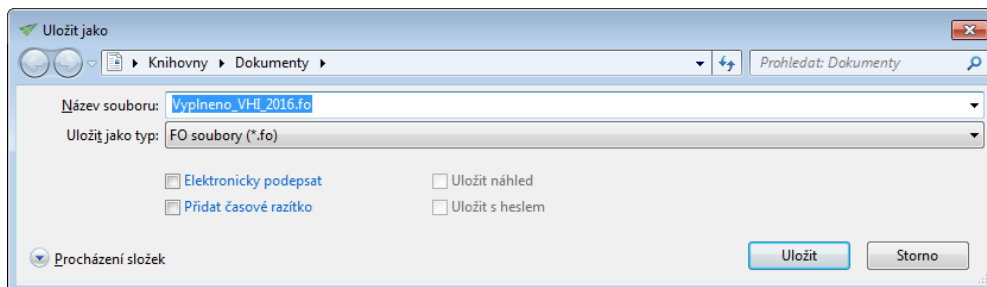 Uložit jako
Knihovny Dokumenty Prohledat: Dokumenty
Název souboru: Vyplneno_VHI_2016.fo
Uložit jako typ: FO soubory (*.fo)
Elektronicky podepsat Uložit náhled
Přidat časové razítko Uložit s heslem
Procházení složek Uložit Storno